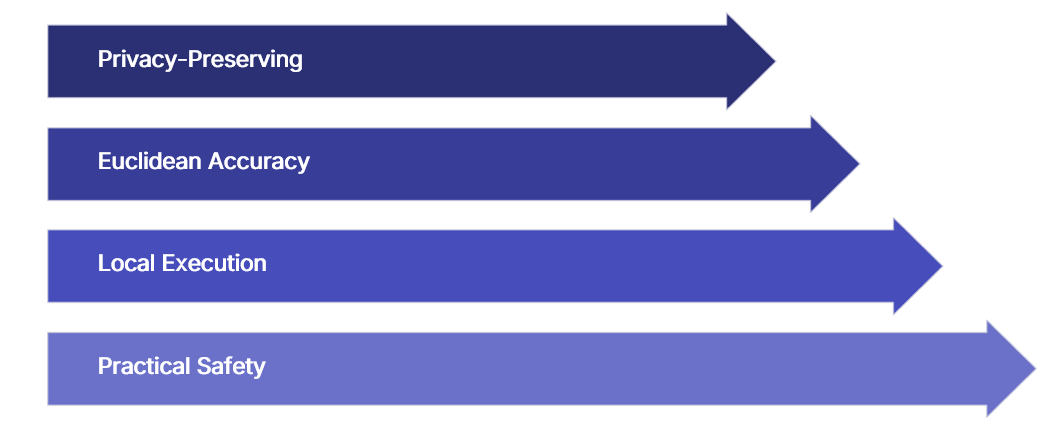 Privacy-Preserving
Euclidean Accuracy
Local Execution
Practical Safety